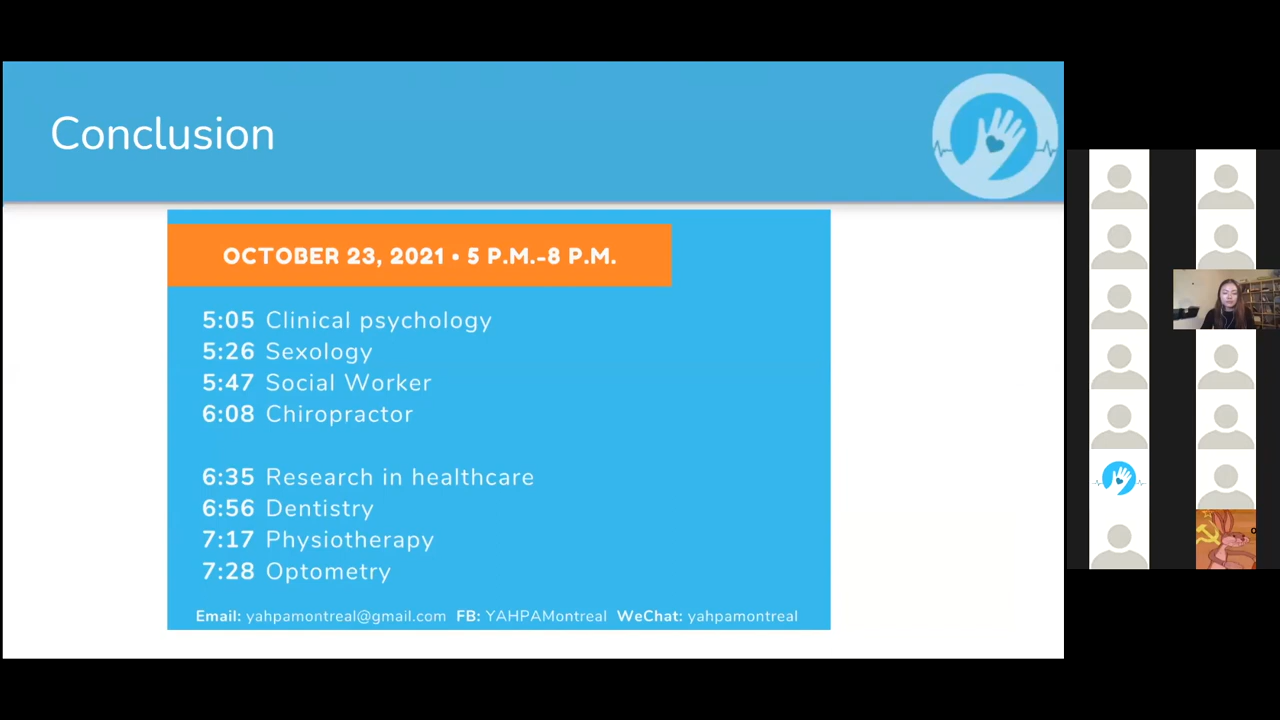 Conclusion
OCTOBER 23, 2021 • 5 P.M.-8 P.M.
5:05 Clinical psychology
5:26 Sexology
5:47 Social Worker
6:08 Chiropractor
6:35 Research in healthcare
6:56 Dentistry
7:17 Physiotherapy
7:28 Optometry
Email: yahpamontreal@gmail.com FB: YAHPAMontreal WeChat: yahpamontreal